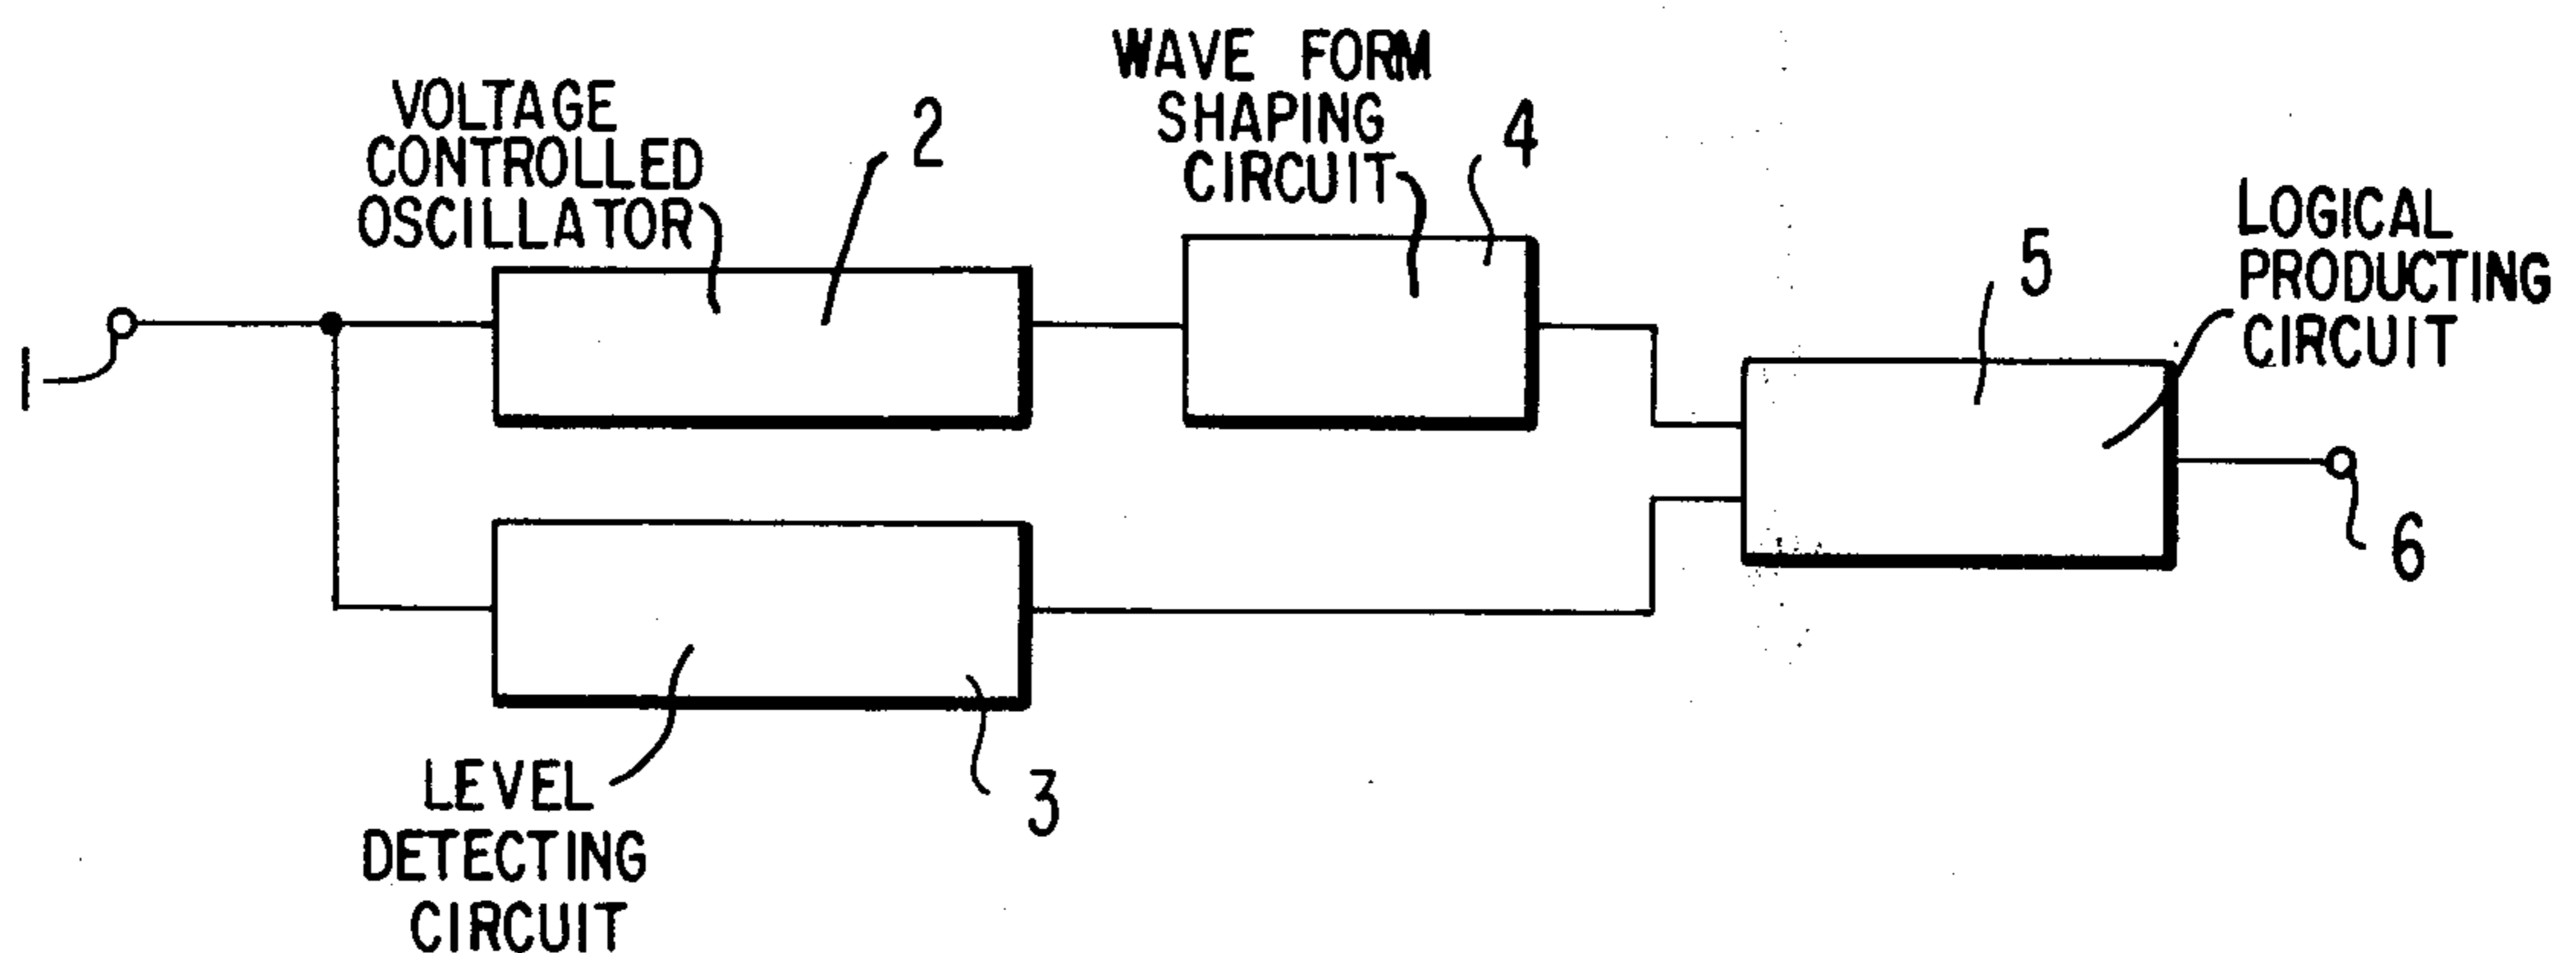 WAVE FORM
SHAPING
CIRCUIT
4
VOLTAGE
CONTROLLED
OSCILLATOR
2
LOGICAL
PRODUCTING
CIRCUIT
5
1
6
LEVEL
DETECTING
CIRCUIT
3